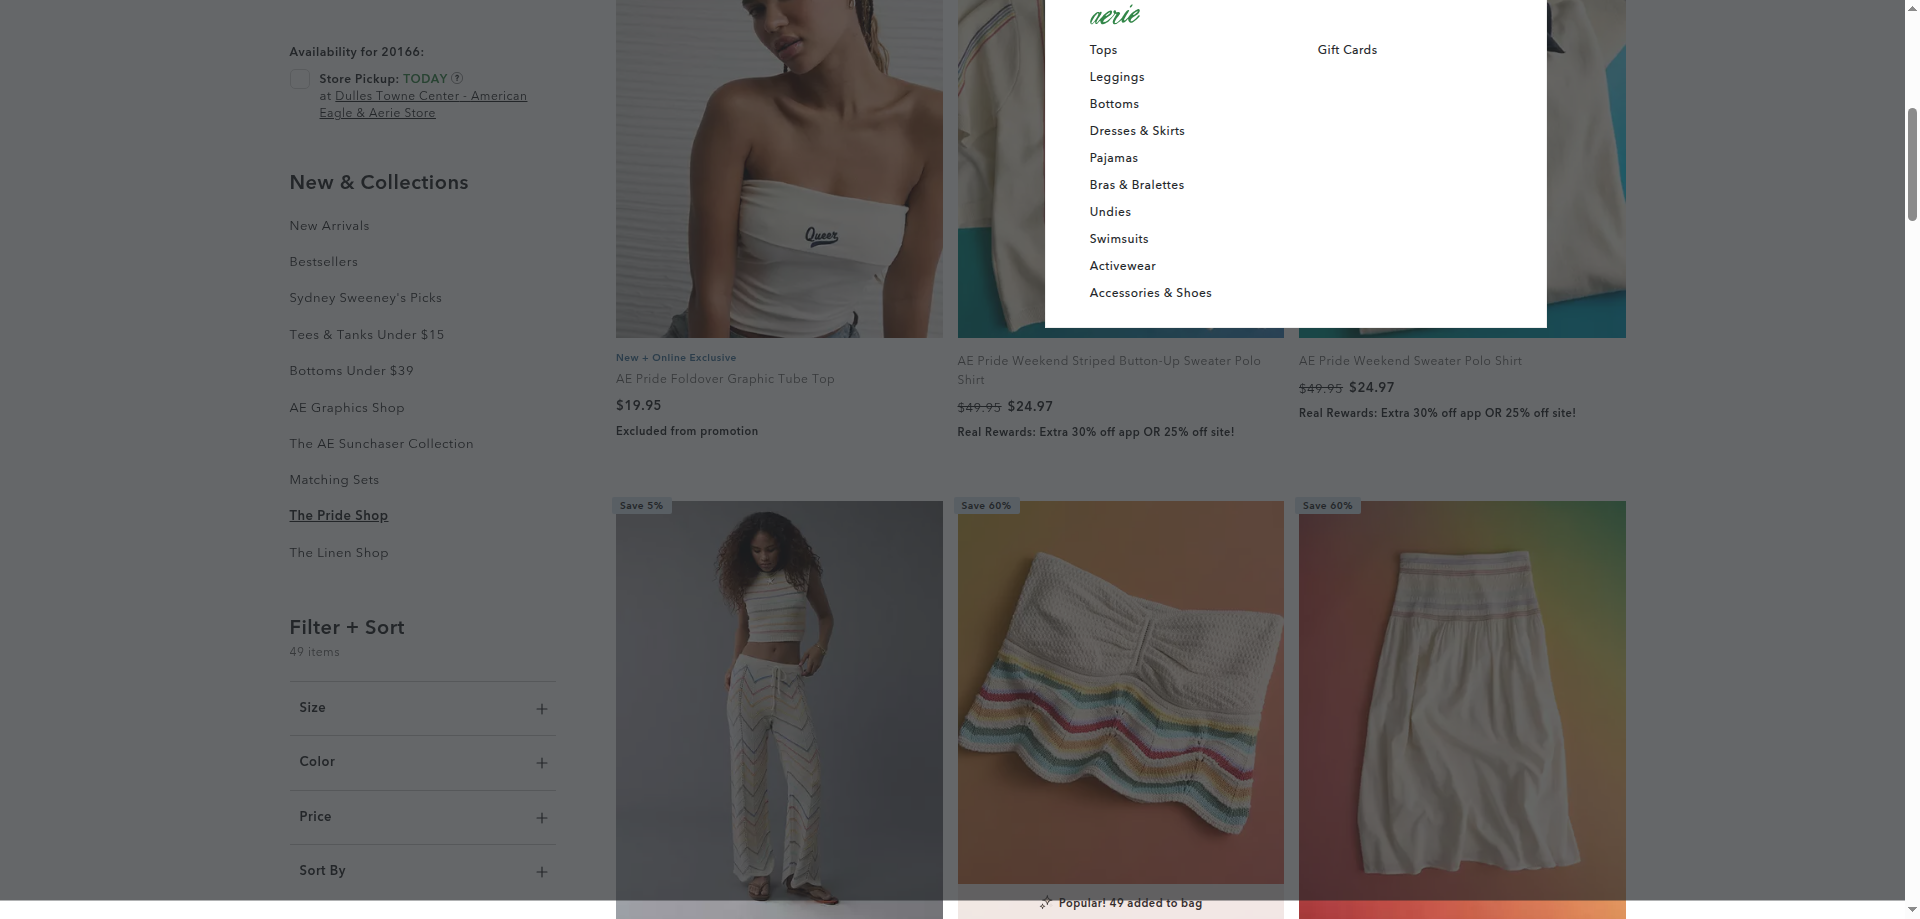 Availability for 20166:
Store Pickup: TODAY ?
at Dulles Towne Center - American
Eagle & Aerie Store
New & Collections
New Arrivals
Bestsellers
Sydney Sweeney's Picks
Tees & Tanks Under $15
Bottoms Under $39
AE Graphics Shop
The AE Sunchaser Collection
Matching Sets
The Pride Shop
The Linen Shop
Filter + Sort
49 items
Size
Color
Price
Sort By
aerie
Tops
Leggings
Bottoms
Dresses & Skirts
Pajamas
Bras & Bralettes
Undies
Swimsuits
Activewear
Accessories & Shoes
Gift Cards
Queer
New + Online Exclusive
AE Pride Foldover Graphic Tube Top
$19.95
Excluded from promotion
AE Pride Weekend Striped Button-Up Sweater Polo
Shirt
$49.95 $24.97
Real Rewards: Extra 30% off app OR 25% off site!
AE Pride Weekend Sweater Polo Shirt
$49.95 $24.97
Real Rewards: Extra 30% off app OR 25% off site!
Save 5%
Save 60%
Save 60%
Popular! 49 added to bag